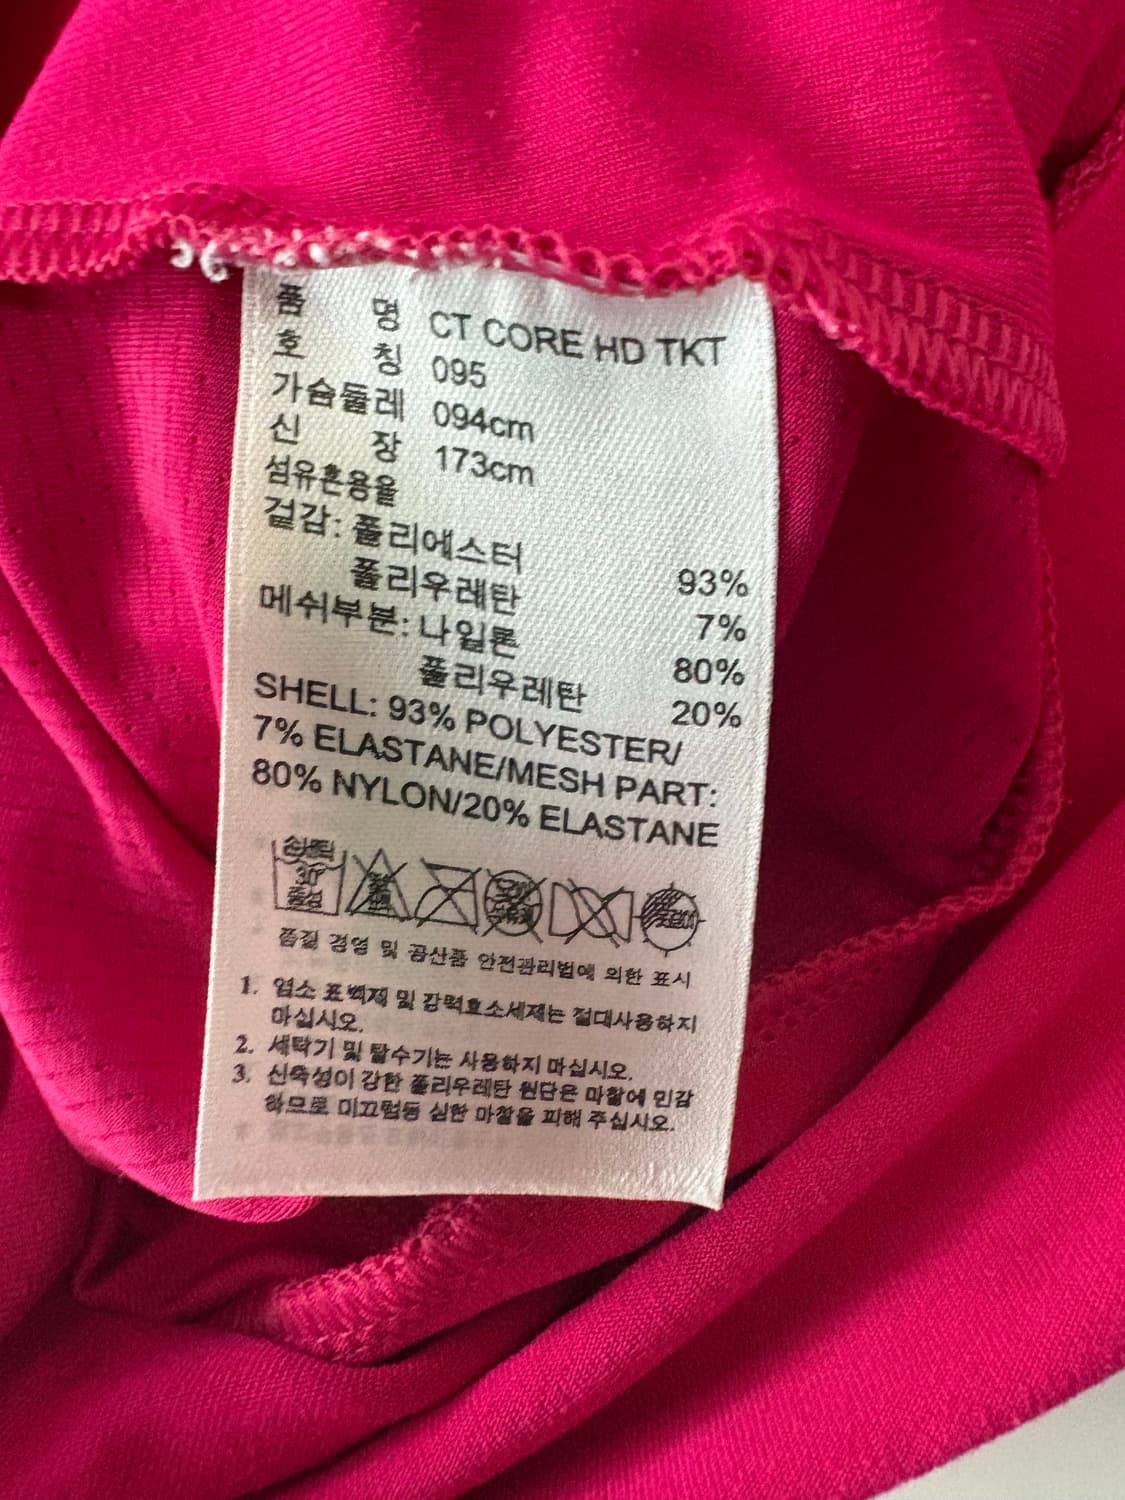 품 명 CT CORE HD TKT
호 칭 095
가슴둘레 094cm
신 장 173cm
섬유혼용율
겉감: 폴리에스터 93%
폴리우레탄 7%
메쉬부분: 나일론 80%
폴리우레탄 20%
SHELL: 93% POLYESTER/
7% ELASTANE/MESH PART:
80% NYLON/20% ELASTANE
손세탁
30°
중성
품질 경영 및 공산품 안전관리법에 의한 표시
1. 염소 표백제 및 강력효소세제는 절대사용하지
마십시오.
2. 세탁기 및 탈수기는 사용하지 마십시오.
3. 신축성이 강한 폴리우레탄 원단은 마찰에 민감
하므로 미끄럼등 심한 마찰을 피해 주십시오.